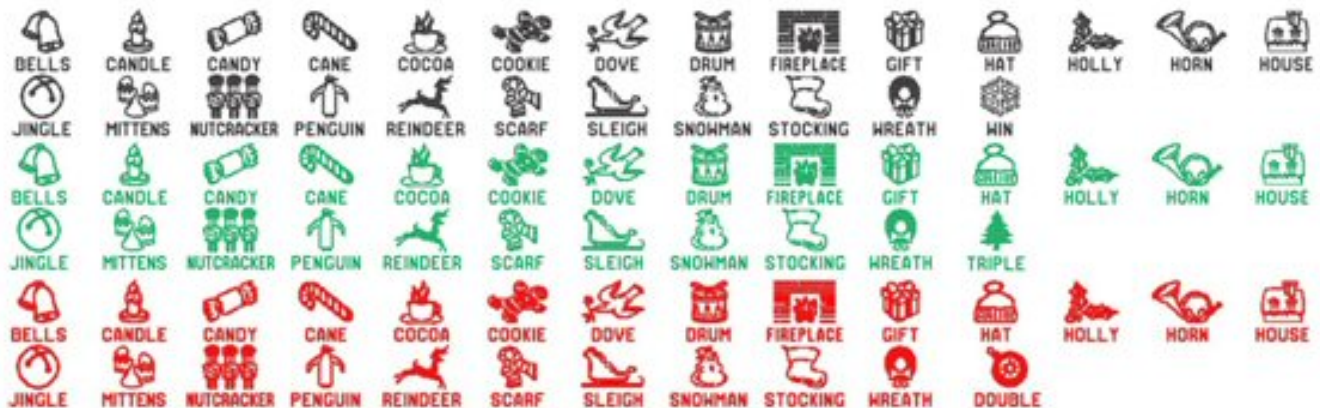 BELLS CANDLE CANDY CANE COCOA COOKIE DOVE DRUM FIREPLACE GIFT HAT HOLLY HORN HOUSE
JINGLE MITTENS NUTCRACKER PENGUIN REINDEER SCARF SLEIGH SNOWMAN STOCKING WREATH WIN
BELLS CANDLE CANDY CANE COCOA COOKIE DOVE DRUM FIREPLACE GIFT HAT HOLLY HORN HOUSE
JINGLE MITTENS NUTCRACKER PENGUIN REINDEER SCARF SLEIGH SNOWMAN STOCKING WREATH TRIPLE
BELLS CANDLE CANDY CANE COCOA COOKIE DOVE DRUM FIREPLACE GIFT HAT HOLLY HORN HOUSE
JINGLE MITTENS NUTCRACKER PENGUIN REINDEER SCARF SLEIGH SNOWMAN STOCKING WREATH DOUBLE